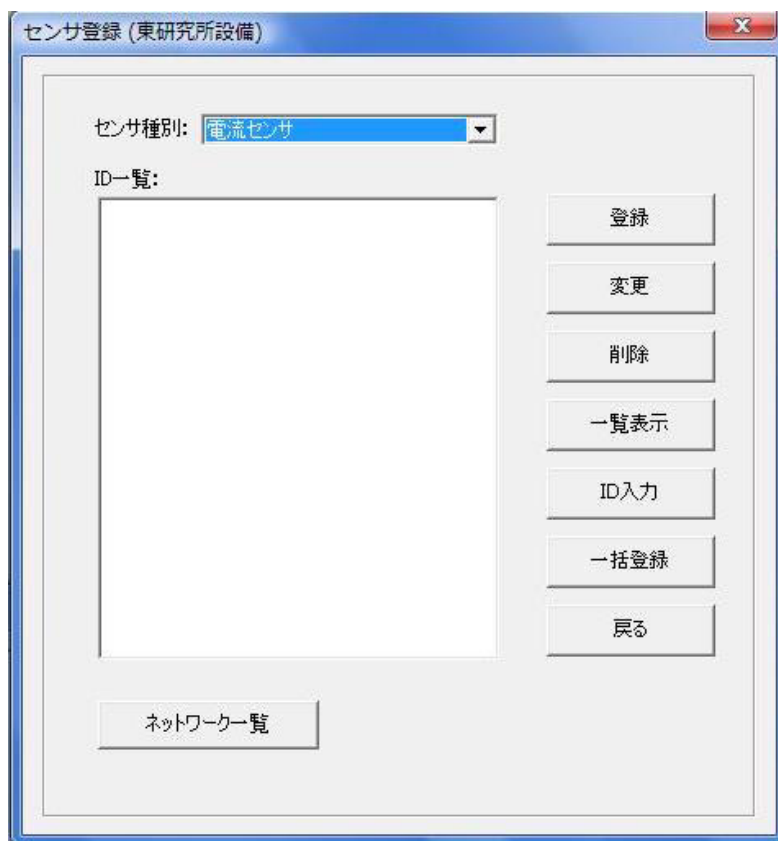 センサ登録 (東研究所設備)
センサ種別: 電流センサ
ID一覧:
登録
変更
削除
一覧表示
ID入力
一括登録
戻る
ネットワーク一覧